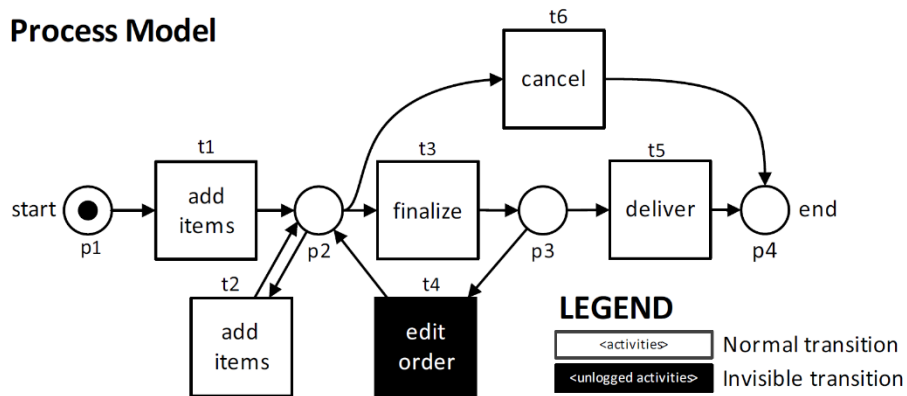 Process Model
t6
cancel
t1
t3
t5
start
add
items
finalize
deliver
end
p1
p2
p3
p4
t2
t4
add
items
edit
order
LEGEND
<activities>
Normal transition
<unlogged activities>
Invisible transition